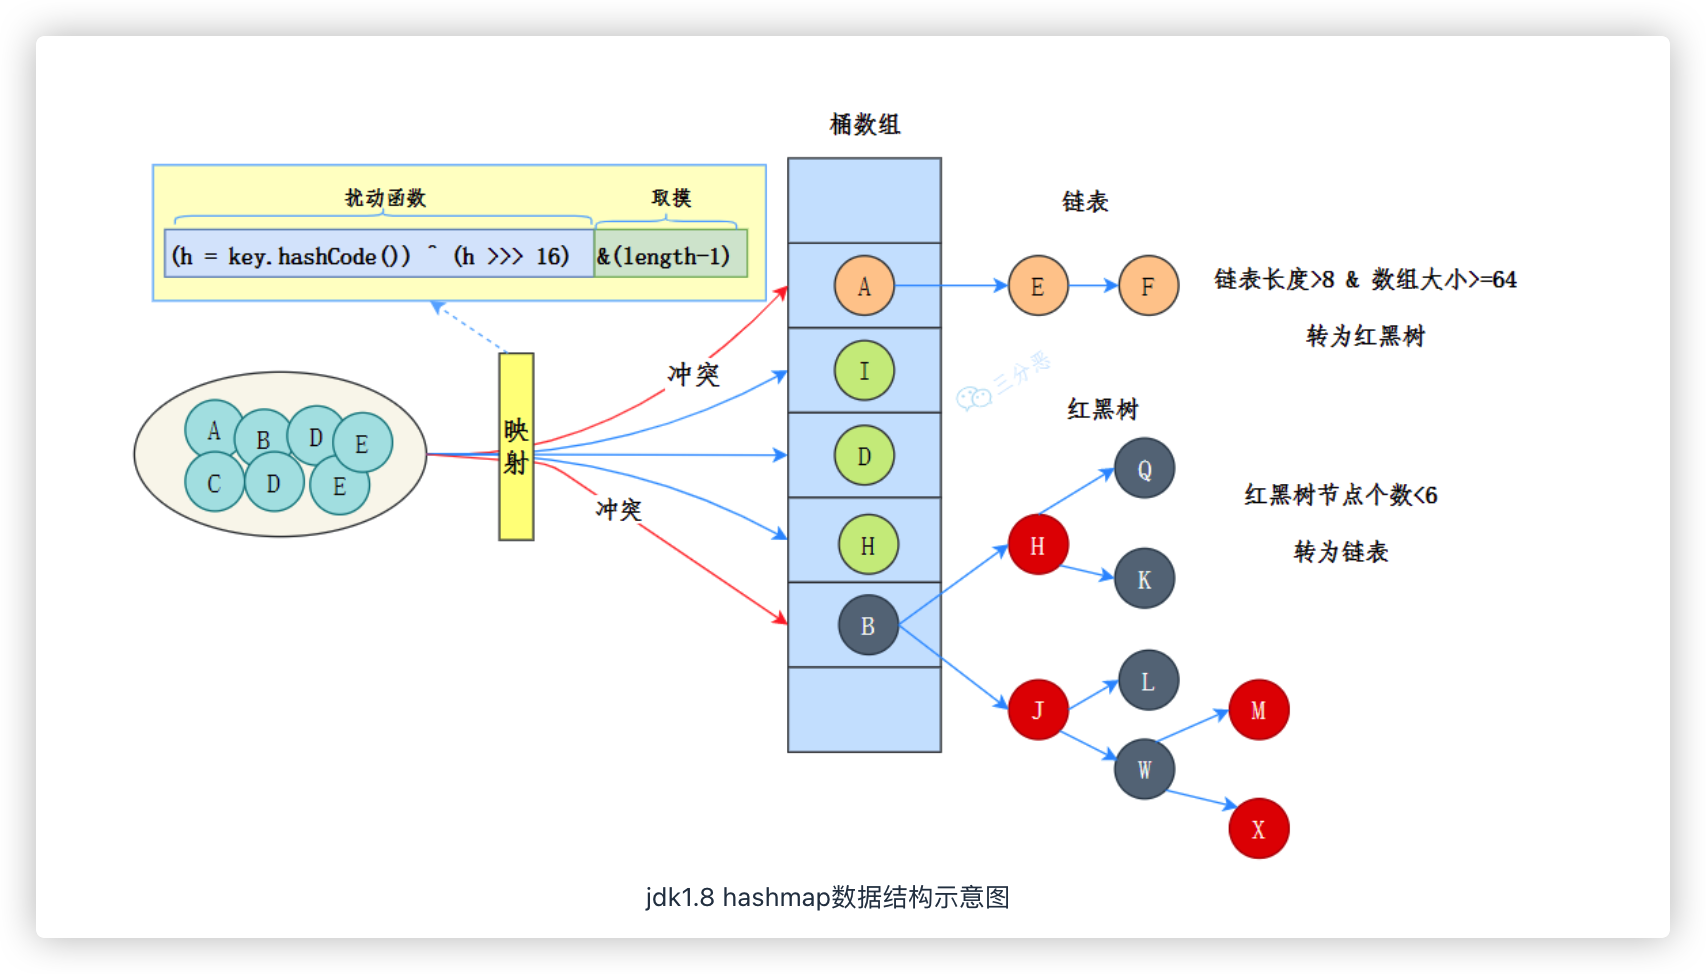 桶数组
扰动函数
取摸
(h = key.hashCode()) ^ (h >>> 16) &(length-1)
链表
A
E
F
链表长度>8 & 数组大小>=64
转为红黑树
冲突
I
三分恶
映射
A
B
D
E
C
D
E
D
红黑树
Q
红黑树节点个数<6
冲突
H
H
K
转为链表
B
L
J
M
W
X
jdk1.8 hashmap数据结构示意图